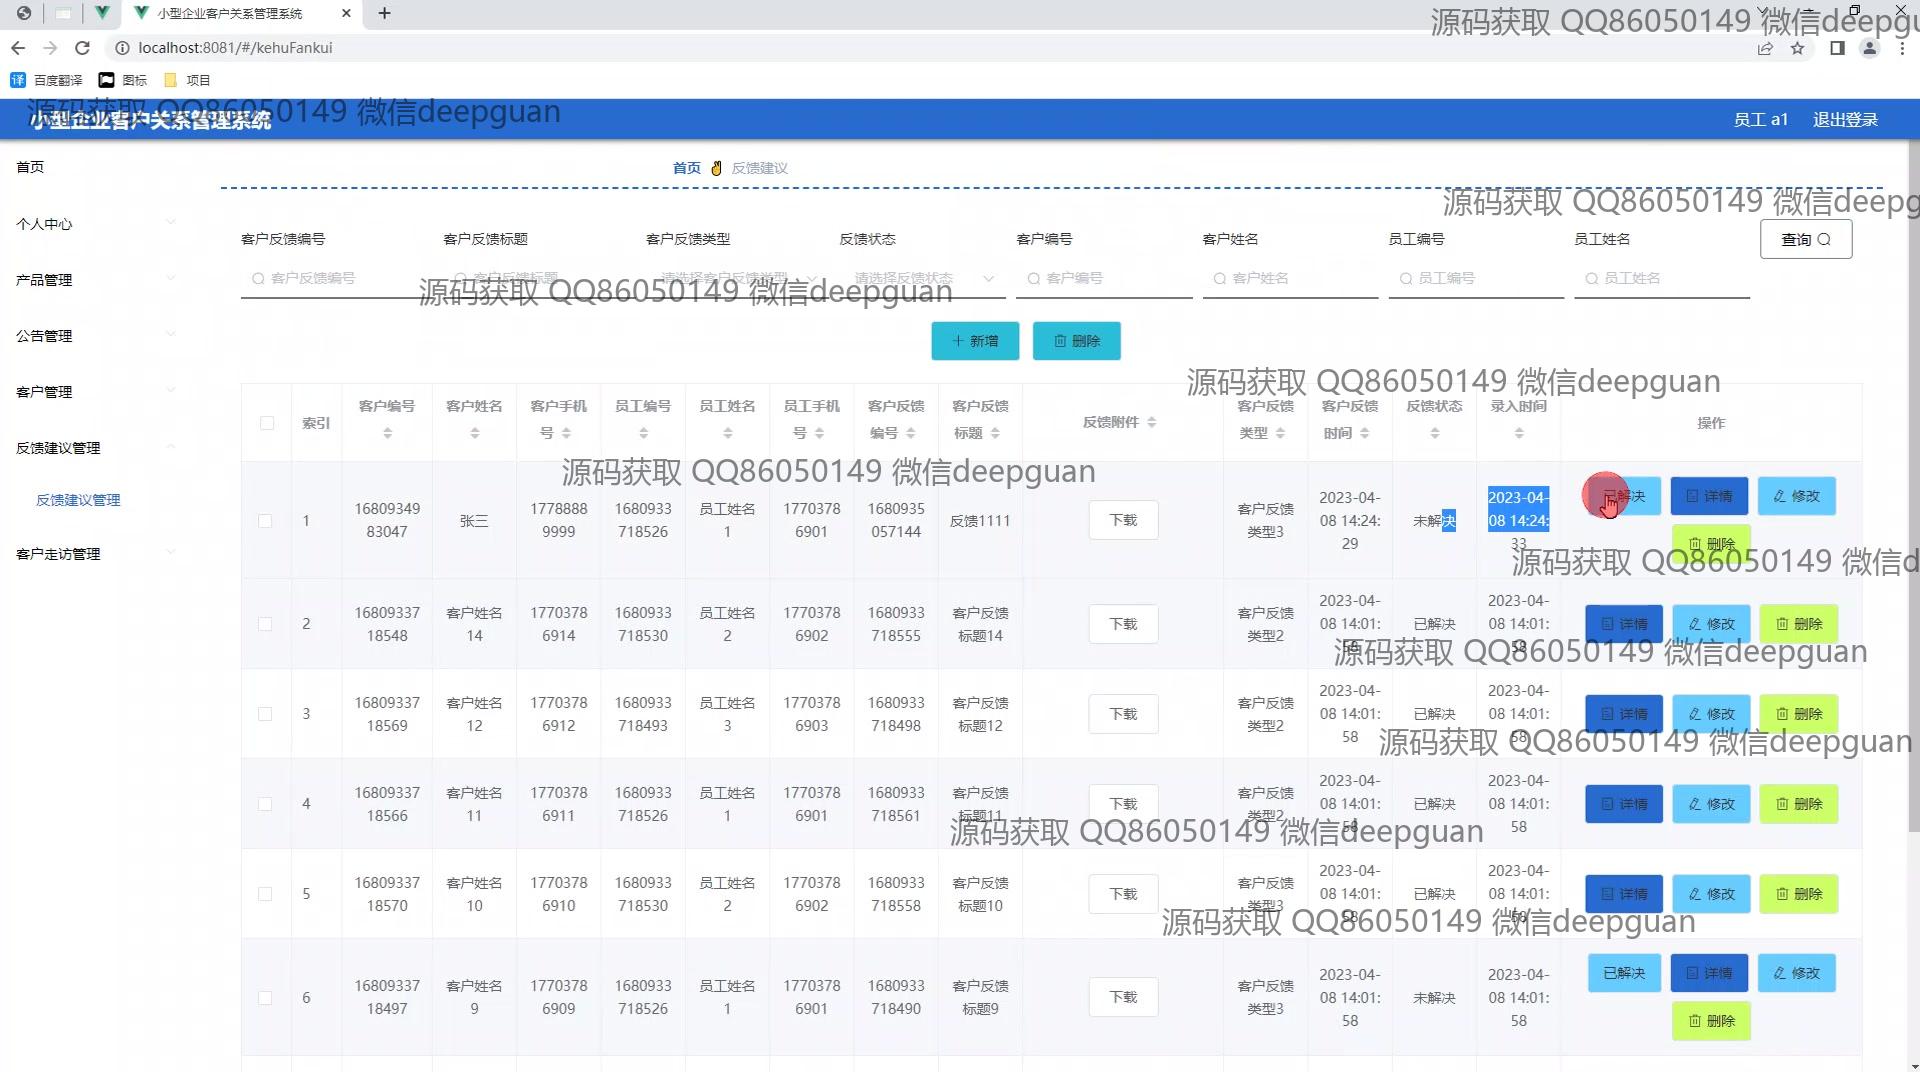 小型企业客户关系管理系统
localhost:8081/#/kehuFankui
百度翻译 图标 项目
小型企业客户关系管理系统
员工 a1 退出登录
首页
个人中心
产品管理
公告管理
客户管理
反馈建议管理
反馈建议管理
客户走访管理
首页 反馈建议
客户反馈编号 客户反馈标题 客户反馈类型 反馈状态 客户编号 客户姓名 员工编号 员工姓名 查询
客户反馈编号 客户反馈标题 请选择客户反馈类型 请选择反馈状态 客户编号 客户姓名 员工编号 员工姓名
新增 删除
索引 客户编号 客户姓名 客户手机号 员工编号 员工姓名 员工手机号 客户反馈编号 客户反馈标题 反馈附件 客户反馈类型 客户反馈时间 反馈状态 录入时间 操作
1 1680934983047 张三 17788889999 1680933718526 员工姓名1 17703786901 1680935057144 反馈1111 下载 客户反馈类型3 2023-04-08 14:24:29 未解决 2023-04-08 14:24:33 已解决 详情 修改 删除
2 1680933718548 客户姓名14 17703786914 1680933718530 员工姓名2 17703786902 1680933718555 客户反馈标题14 下载 客户反馈类型2 2023-04-08 14:01:58 已解决 2023-04-08 14:01:58 详情 修改 删除
3 1680933718569 客户姓名12 17703786912 1680933718493 员工姓名3 17703786903 1680933718498 客户反馈标题12 下载 客户反馈类型2 2023-04-08 14:01:58 已解决 2023-04-08 14:01:58 详情 修改 删除
4 1680933718566 客户姓名11 17703786911 1680933718526 员工姓名1 17703786901 1680933718561 客户反馈标题11 下载 客户反馈类型2 2023-04-08 14:01:58 已解决 2023-04-08 14:01:58 详情 修改 删除
5 1680933718570 客户姓名10 17703786910 1680933718530 员工姓名2 17703786902 1680933718558 客户反馈标题10 下载 客户反馈类型3 2023-04-08 14:01:58 已解决 2023-04-08 14:01:58 详情 修改 删除
6 1680933718497 客户姓名9 17703786909 1680933718526 员工姓名1 17703786901 1680933718490 客户反馈标题9 下载 客户反馈类型3 2023-04-08 14:01:58 未解决 2023-04-08 14:01:58 已解决 详情 修改 删除
源码获取 QQ86050149 微信deepgu
源码获取 QQ86050149 微信deepguan
源码获取 QQ86050149 微信deepg
源码获取 QQ86050149 微信deepguan
源码获取 QQ86050149 微信deepguan
源码获取 QQ86050149 微信deepguan
源码获取 QQ86050149 微信d
源码获取 QQ86050149 微信deepguan
源码获取 QQ86050149 微信deepguan
源码获取 QQ86050149 微信deepguan
源码获取 QQ86050149 微信deepguan